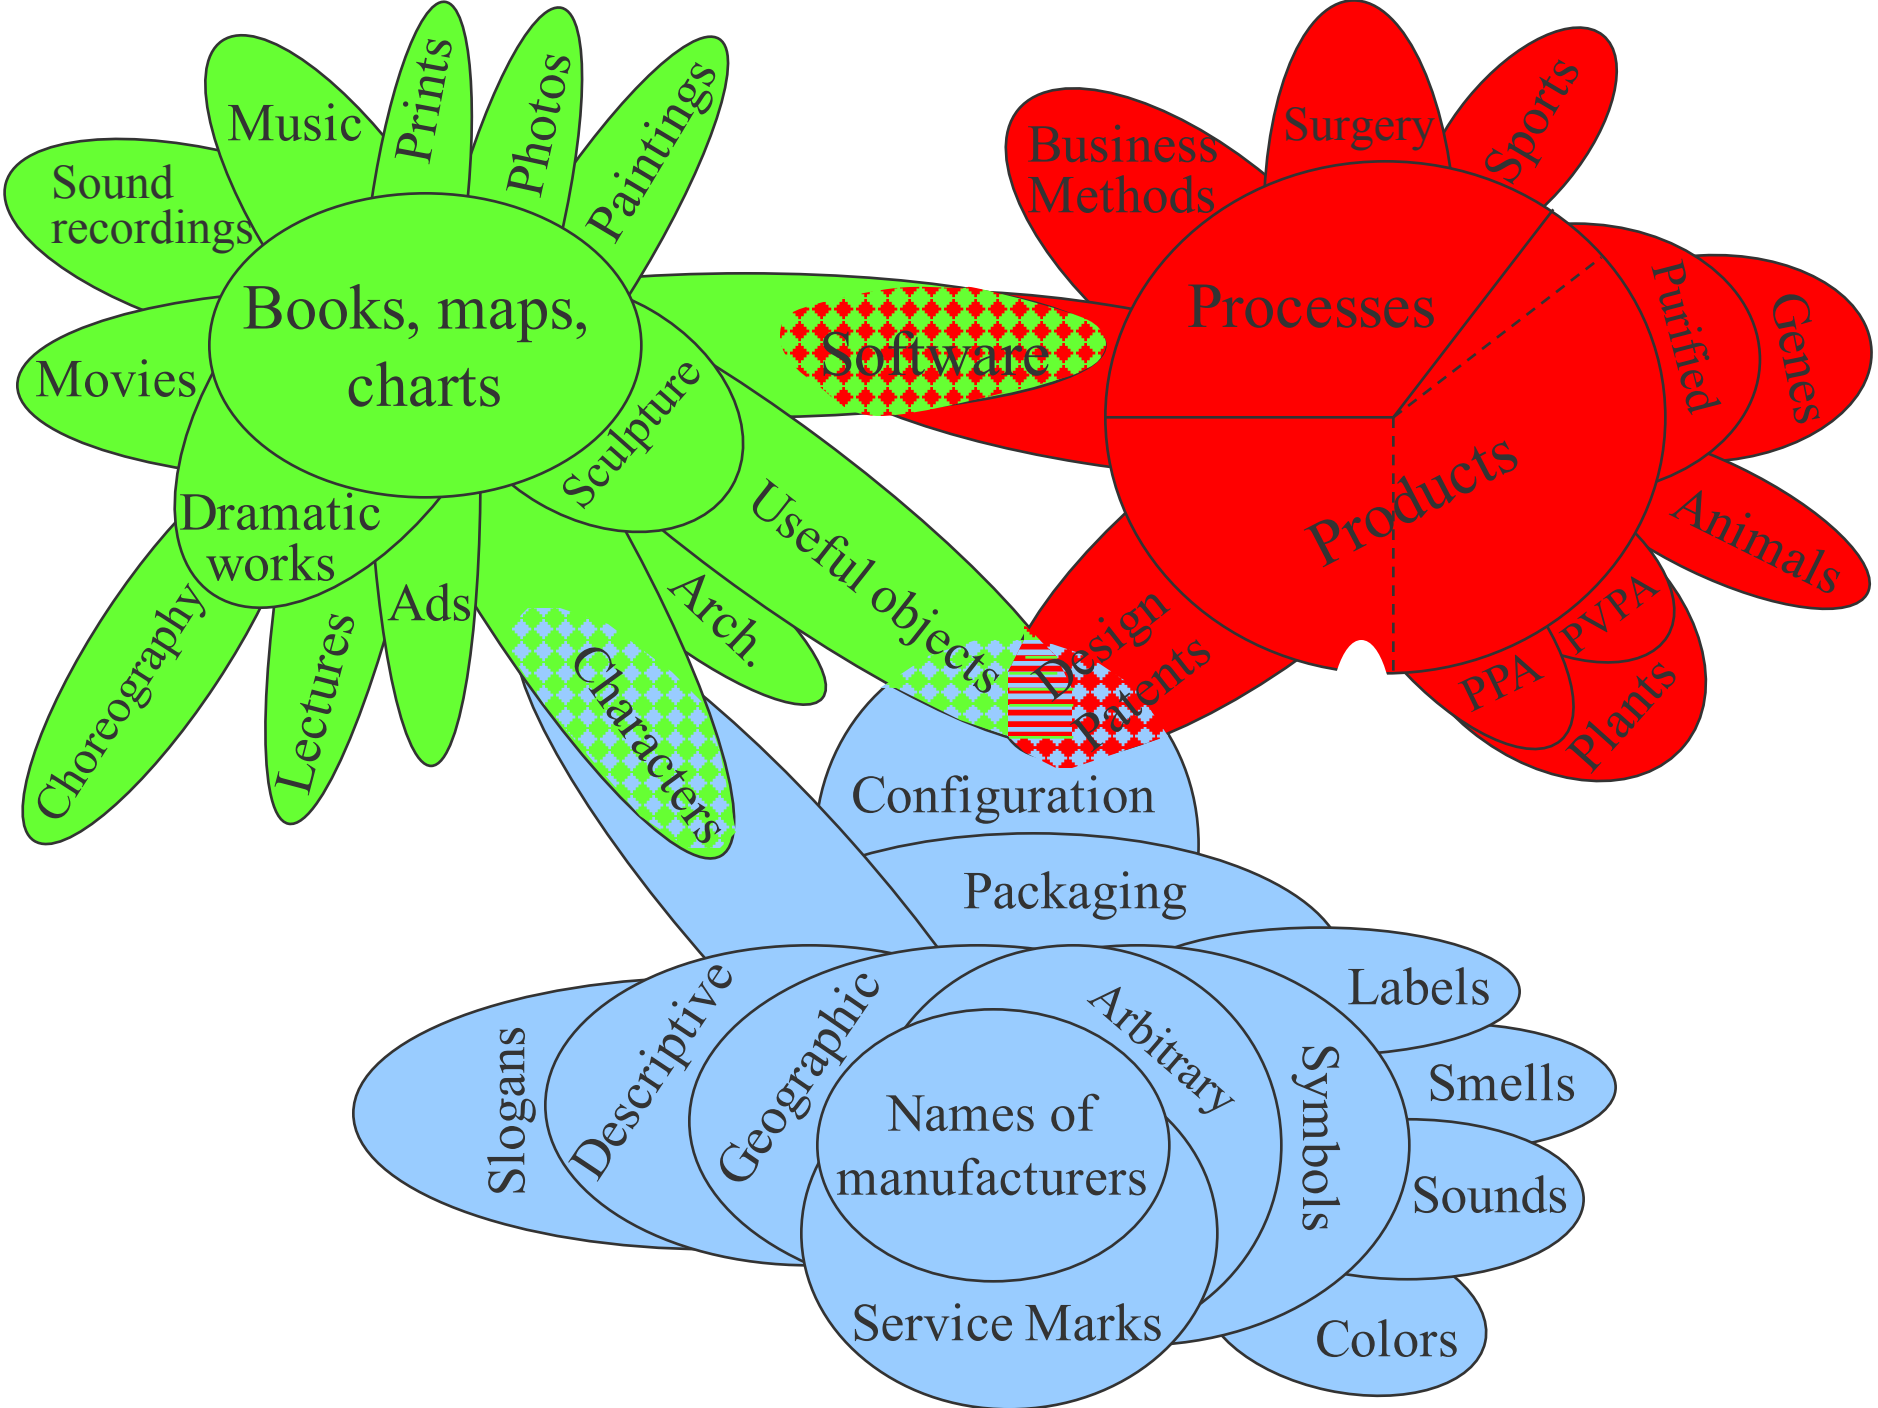 Music
Prints
Photos
Paintings
Sound
recordings
Books, maps,
charts
Movies
Sculpture
Dramatic
works
Choreography
Lectures
Ads
Characters
Arch.
Useful objects
Software
Business
Methods
Surgery
Sports
Processes
Products
Purified
Genes
Animals
PVPA
PPA
Plants
Design
Patents
Configuration
Packaging
Labels
Smells
Sounds
Colors
Symbols
Arbitrary
Geographic
Descriptive
Slogans
Names of
manufacturers
Service Marks